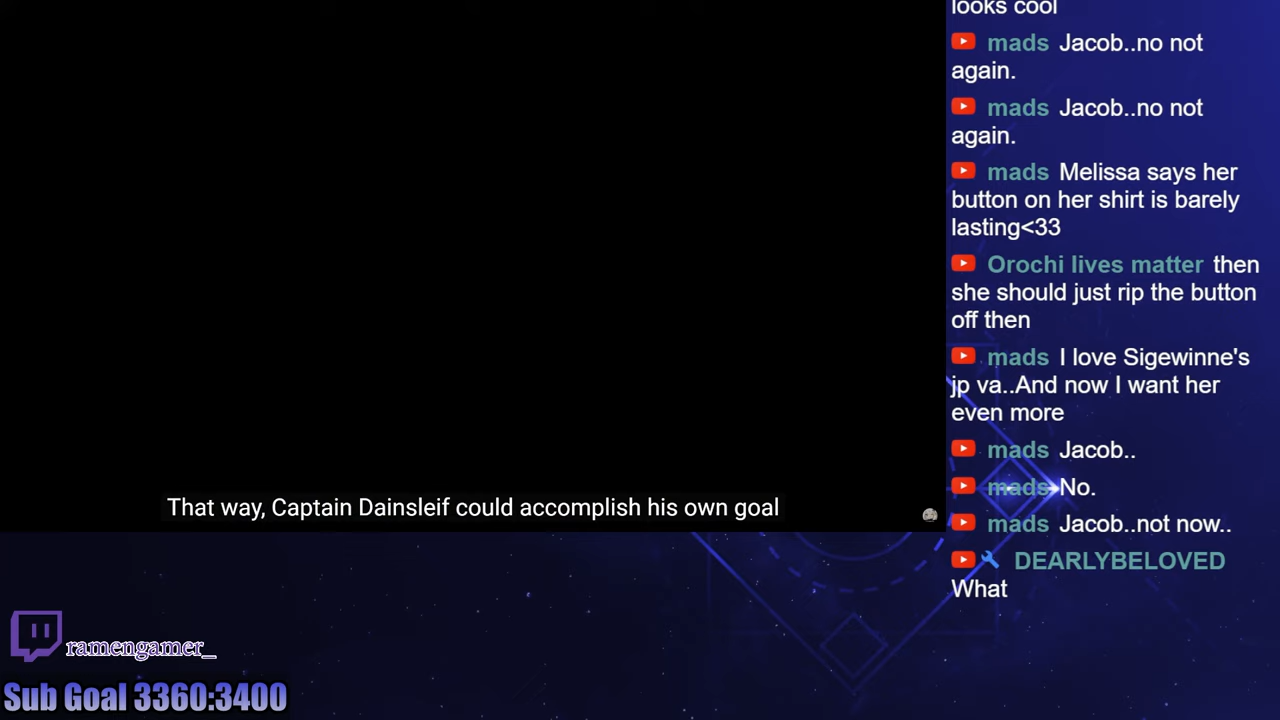 looks cool
mads Jacob..no not
again.
mads Jacob..no not
again.
mads Melissa says her
button on her shirt is barely
lasting<33
Orochi lives matter then
she should just rip the button
off then
mads I love Sigewinne's
jp va..And now I want her
even more
mads Jacob..
mads No.
mads Jacob..not now..
DEARLYBELOVED
What
That way, Captain Dainsleif could accomplish his own goal
ramengamer_
Sub Goal 3360:3400